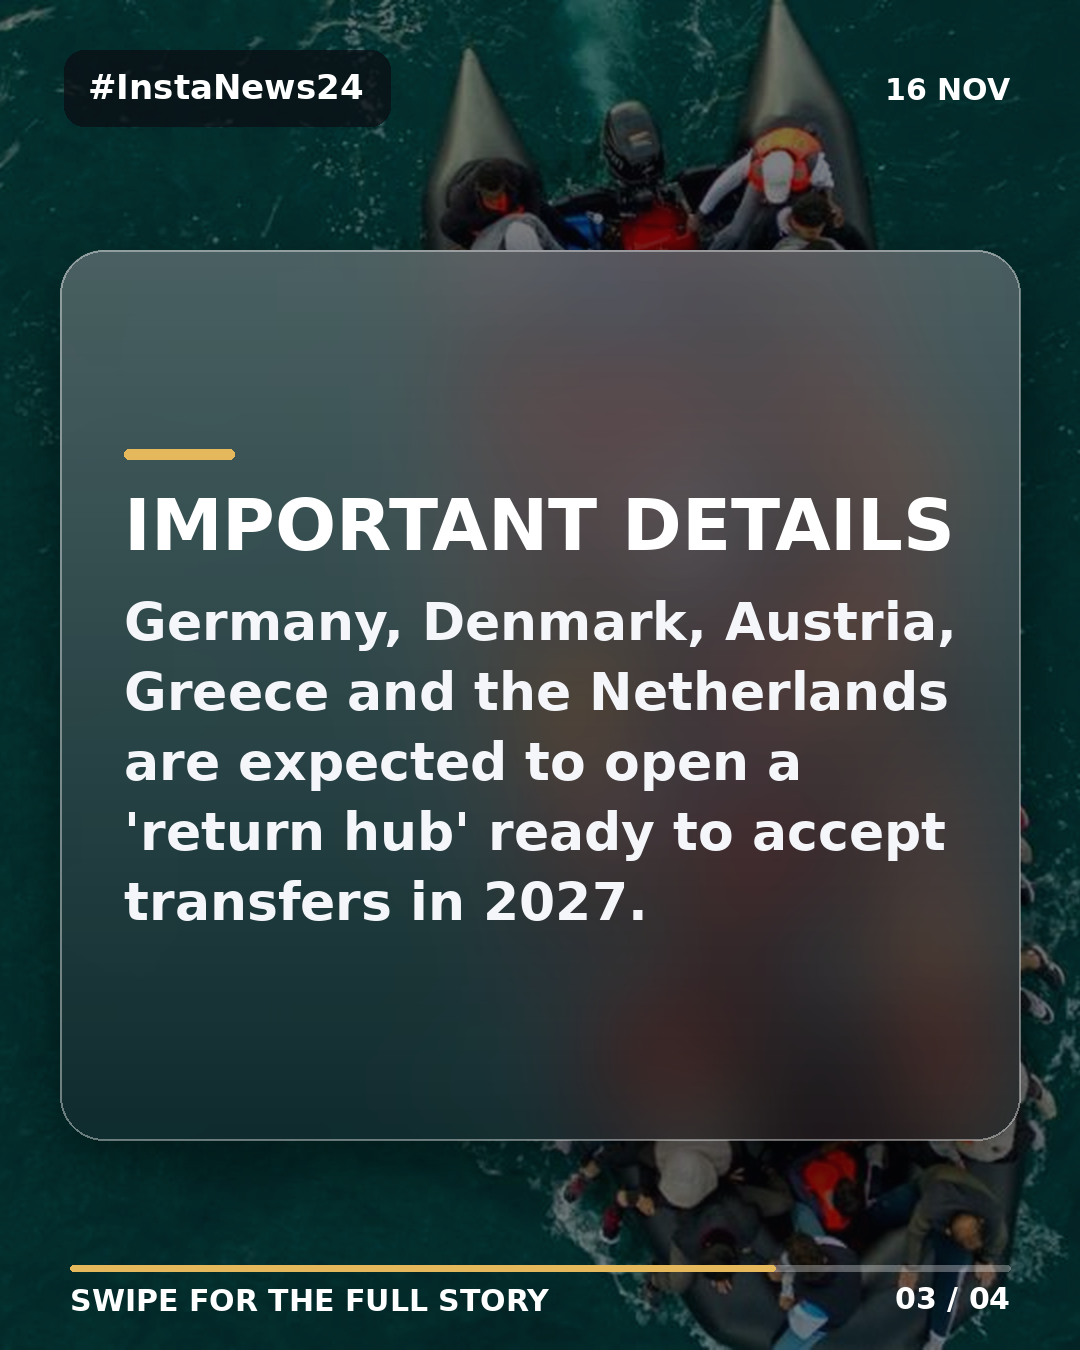 #InstaNews24
16 NOV
IMPORTANT DETAILS
Germany, Denmark, Austria,
Greece and the Netherlands
are expected to open a
'return hub' ready to accept
transfers in 2027.
SWIPE FOR THE FULL STORY
03 / 04